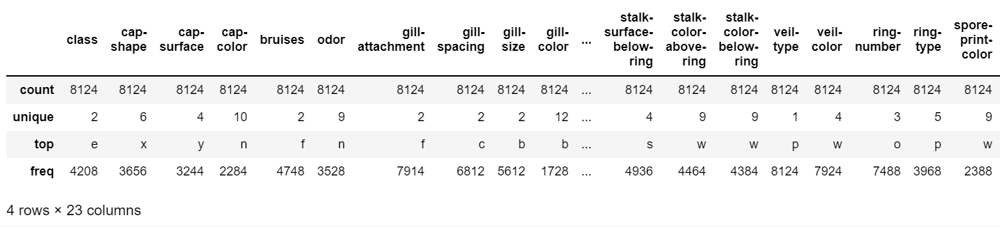 class cap-shape cap-surface cap-color bruises odor gill-attachment gill-spacing gill-size gill-color ... stalk-surface-below-ring stalk-color-above-ring stalk-color-below-ring veil-type veil-color ring-number ring-type spore-print-color
count 8124 8124 8124 8124 8124 8124 8124 8124 8124 8124 ... 8124 8124 8124 8124 8124 8124 8124 8124
unique 2 6 4 10 2 9 2 2 2 12 ... 4 9 9 1 4 3 5 9
top e x y n f n f c b b ... s w w p w o p w
freq 4208 3656 3244 2284 4748 3528 7914 6812 5612 1728 ... 4936 4464 4384 8124 7924 7488 3968 2388
4 rows × 23 columns